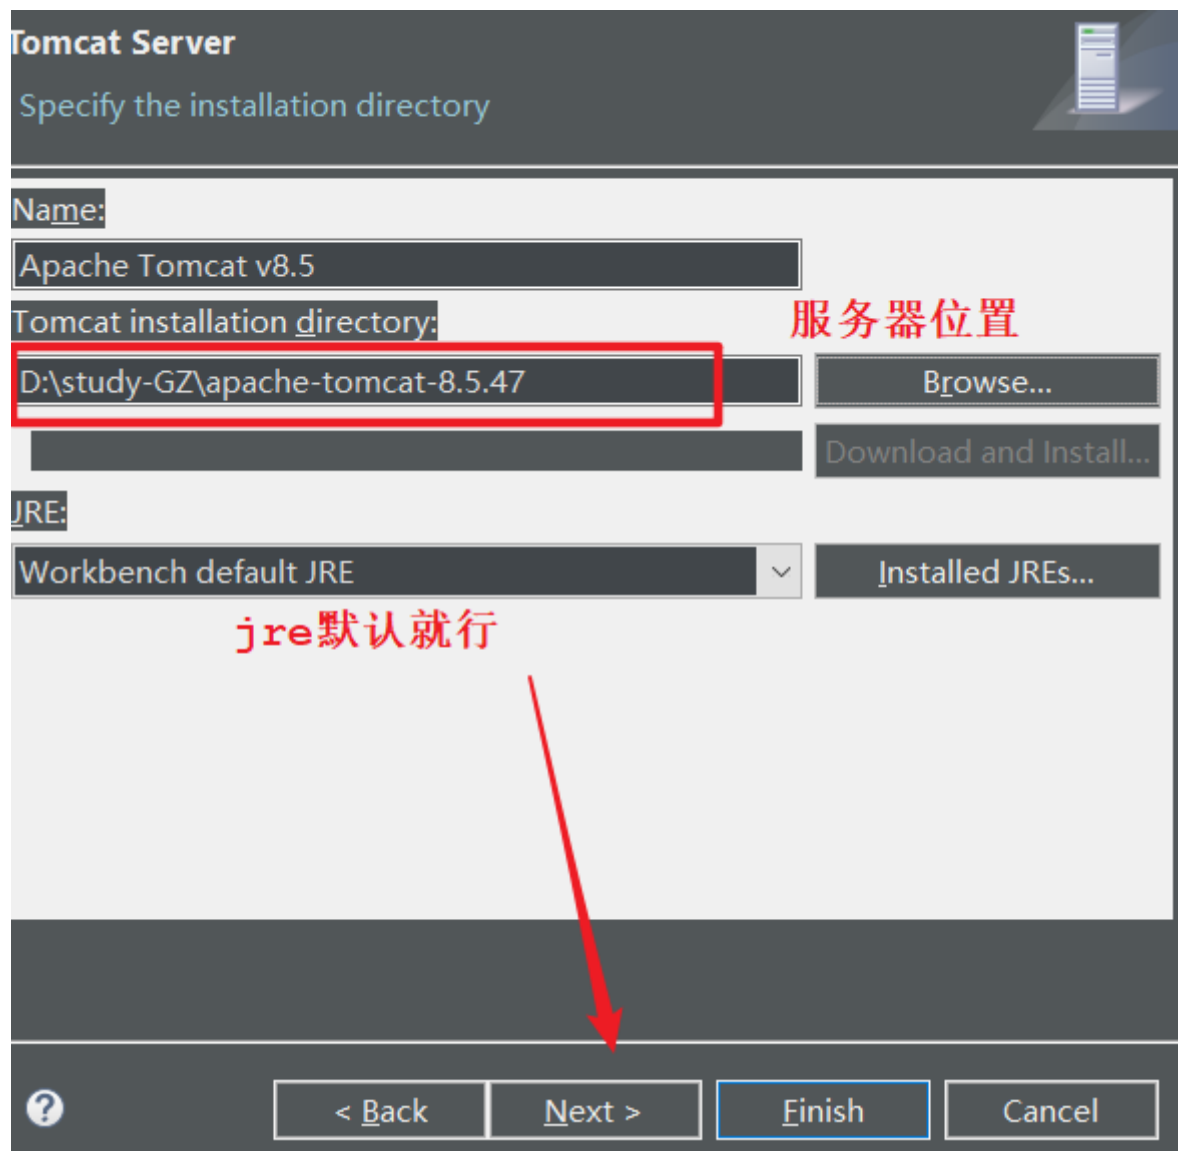 Tomcat Server
Specify the installation directory
Name:
Apache Tomcat v8.5
Tomcat installation directory:
服务器位置
D:\study-GZ\apache-tomcat-8.5.47
Browse...
Download and Install...
JRE:
Workbench default JRE
Installed JREs...
jre默认就行
?
< Back
Next >
Finish
Cancel